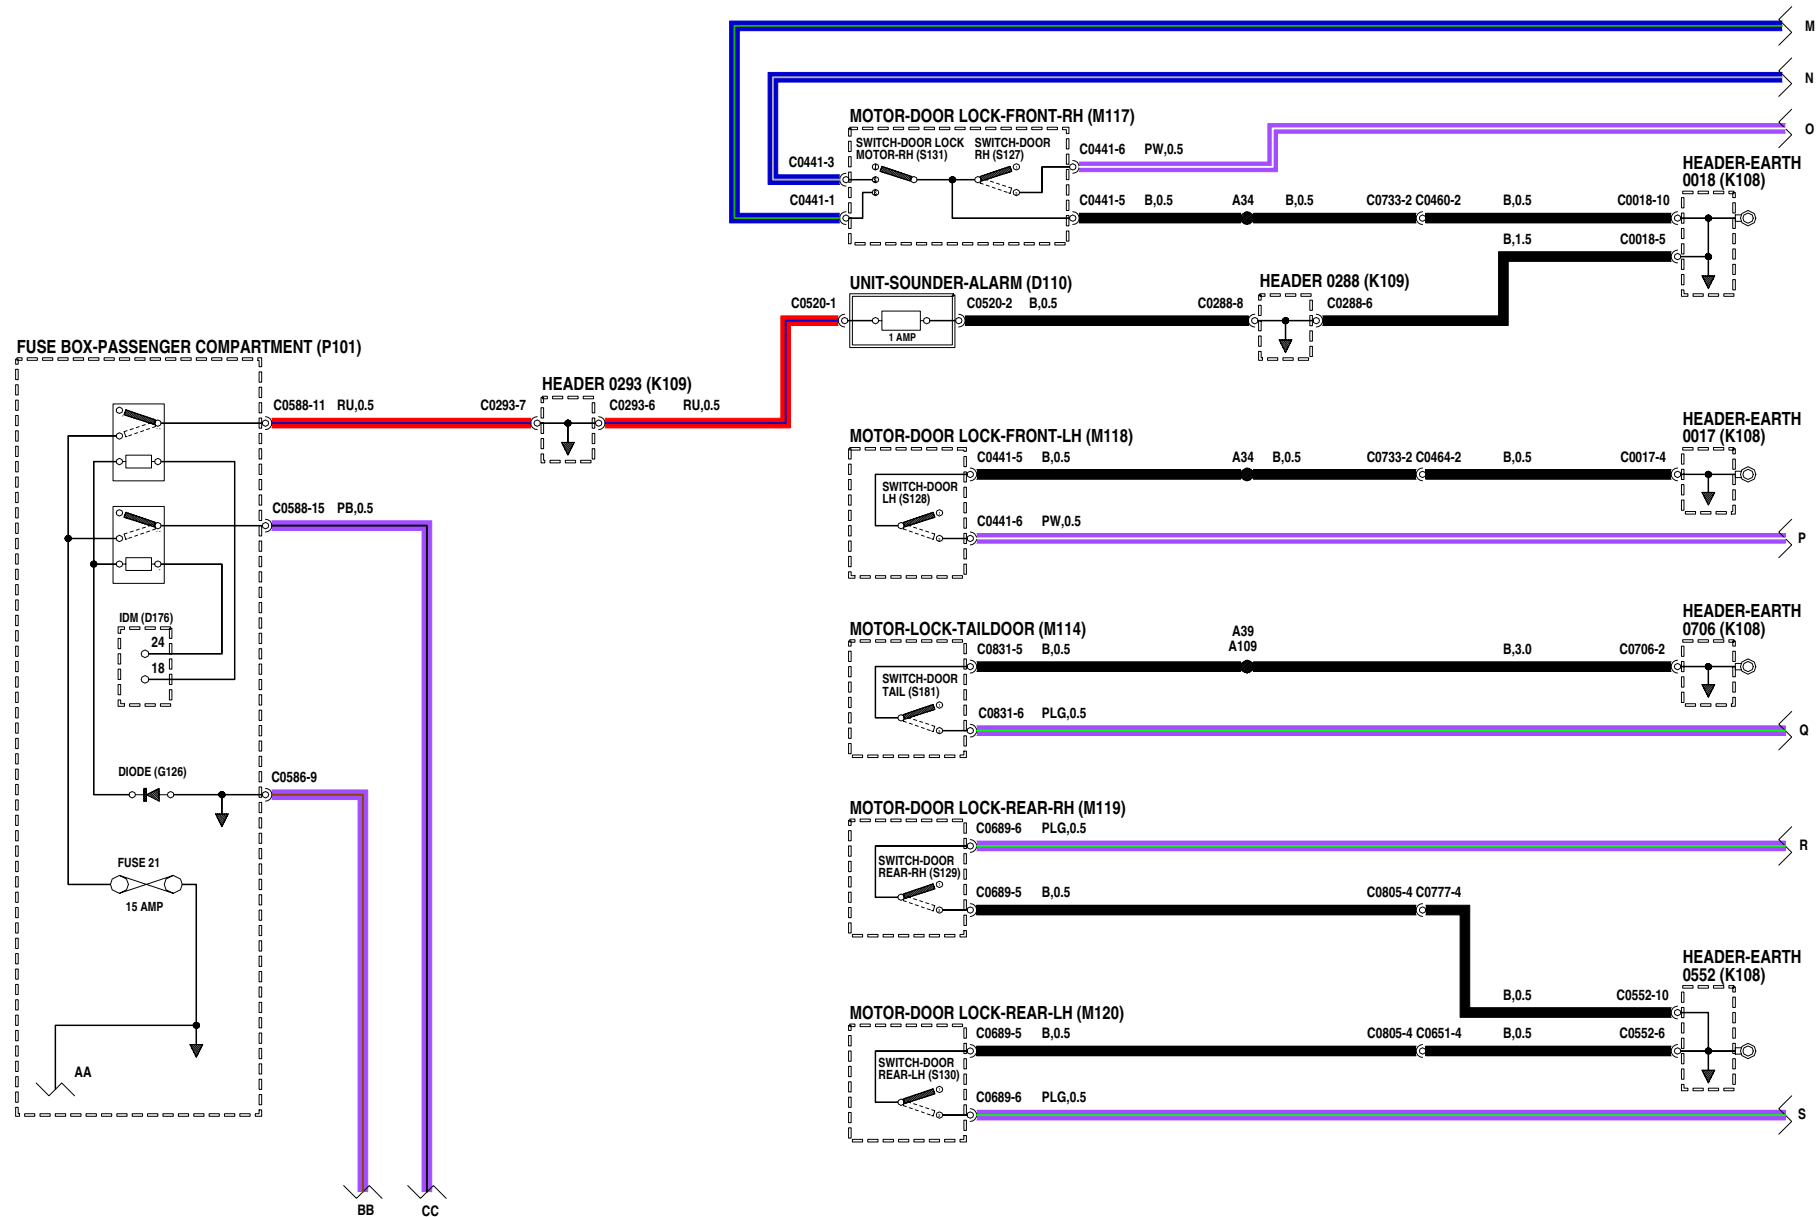 M
N
MOTOR-DOOR LOCK-FRONT-RH (M117)
O
SWITCH-DOOR LOCK
MOTOR-RH (S131)
SWITCH-DOOR
RH (S127)
C0441-6 PW,0.5
C0441-3
HEADER-EARTH
0018 (K108)
C0441-1
C0441-5 B,0.5 A34 B,0.5 C0733-2 C0460-2 B,0.5 C0018-10
B,1.5 C0018-5
UNIT-SOUNDER-ALARM (D110)
HEADER 0288 (K109)
C0520-1
C0520-2 B,0.5 C0288-8 C0288-6
1 AMP
FUSE BOX-PASSENGER COMPARTMENT (P101)
HEADER 0293 (K109)
C0588-11 RU,0.5 C0293-7 C0293-6 RU,0.5
HEADER-EARTH
0017 (K108)
MOTOR-DOOR LOCK-FRONT-LH (M118)
C0441-5 B,0.5 A34 B,0.5 C0733-2 C0464-2 B,0.5 C0017-4
SWITCH-DOOR
LH (S128)
C0588-15 PB,0.5
C0441-6 PW,0.5
P
IDM (D176)
24
18
HEADER-EARTH
0706 (K108)
MOTOR-LOCK-TAILDOOR (M114)
A39
A109
C0831-5 B,0.5 B,3.0 C0706-2
SWITCH-DOOR
TAIL (S181)
C0831-6 PLG,0.5
Q
DIODE (G126)
C0586-9
MOTOR-DOOR LOCK-REAR-RH (M119)
C0689-6 PLG,0.5
R
SWITCH-DOOR
REAR-RH (S129)
FUSE 21
15 AMP
C0689-5 B,0.5 C0805-4 C0777-4
HEADER-EARTH
0552 (K108)
B,0.5 C0552-10
MOTOR-DOOR LOCK-REAR-LH (M120)
C0689-5 B,0.5 C0805-4 C0651-4 B,0.5 C0552-6
SWITCH-DOOR
REAR-LH (S130)
AA
C0689-6 PLG,0.5
S
BB
CC